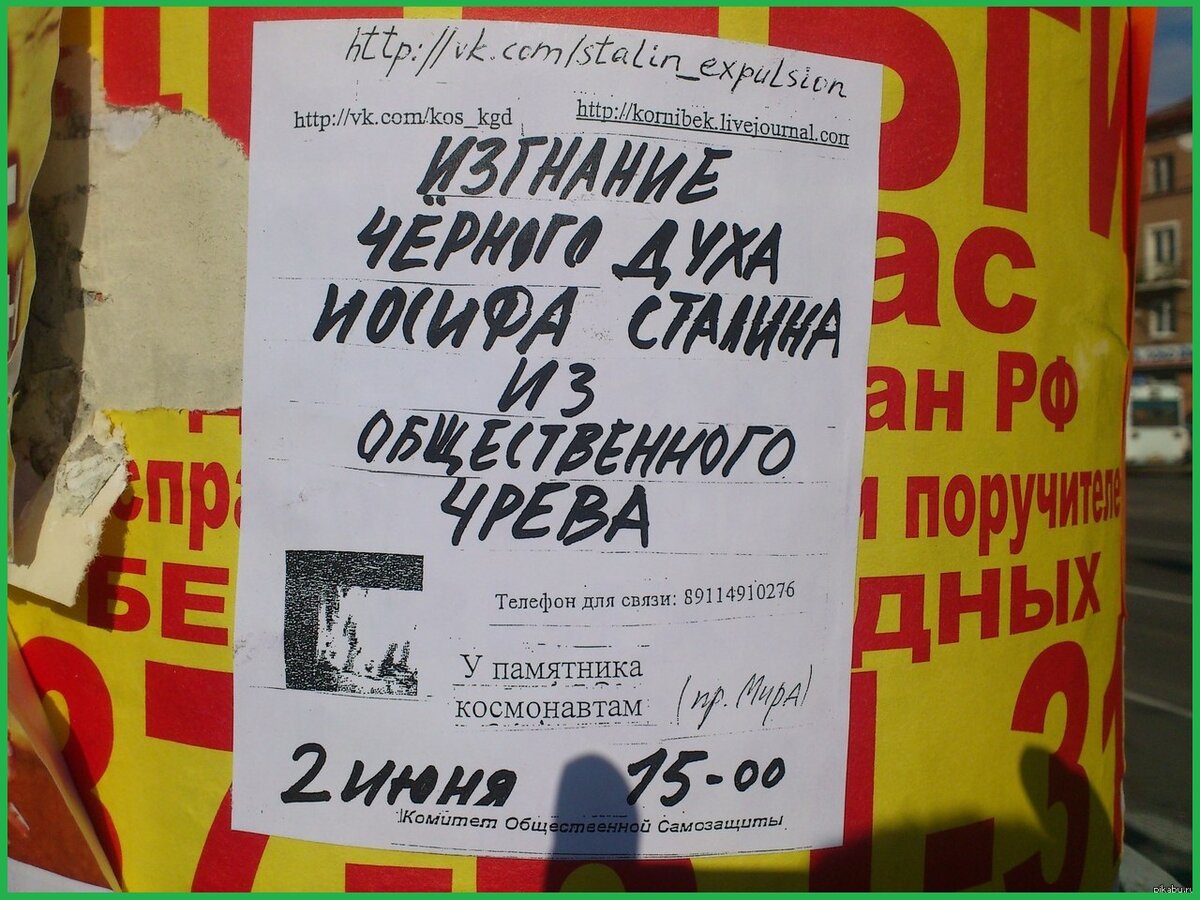 http://vk.com/stalin_expulsion
http://vk.com/kos_kgd
http://kornibek.livejournal.com
ИЗГНАНИЕ
ЧЁРНОГО ДУХА
ИОСИФА СТАЛИНА
ИЗ
ОБЩЕСТВЕННОГО
ЧРЕВА
Телефон для связи: 89114910276
У памятника
космонавтам (пр. Мира)
2 июня 15-00
Комитет Общественной Самозащиты
ас
ан РФ
спра
и поручителе
БЕ
дных
pikabu.ru